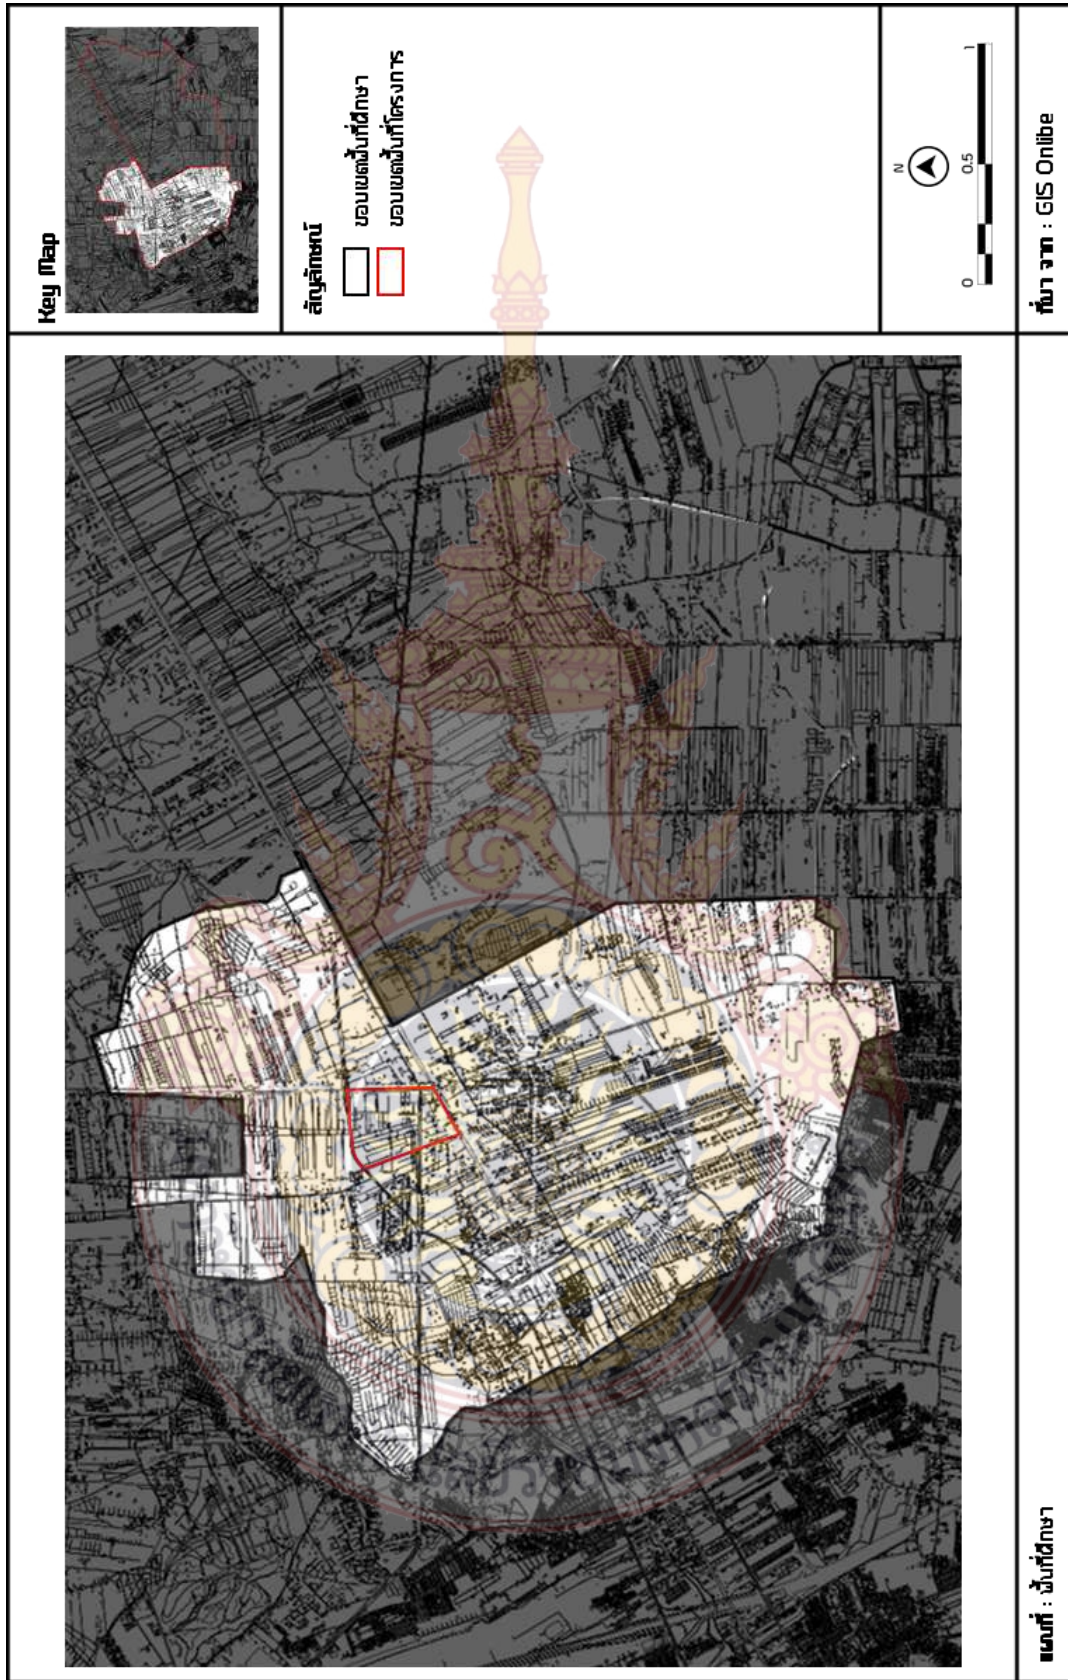 Key Map
สัญลักษณ์
ขอบเขตพื้นที่ศึกษา
ขอบเขตพื้นที่โครงการ
N
0 0.5 1
แผนที่ : พื้นที่ศึกษา
ที่มา จาก : GIS Onlibe